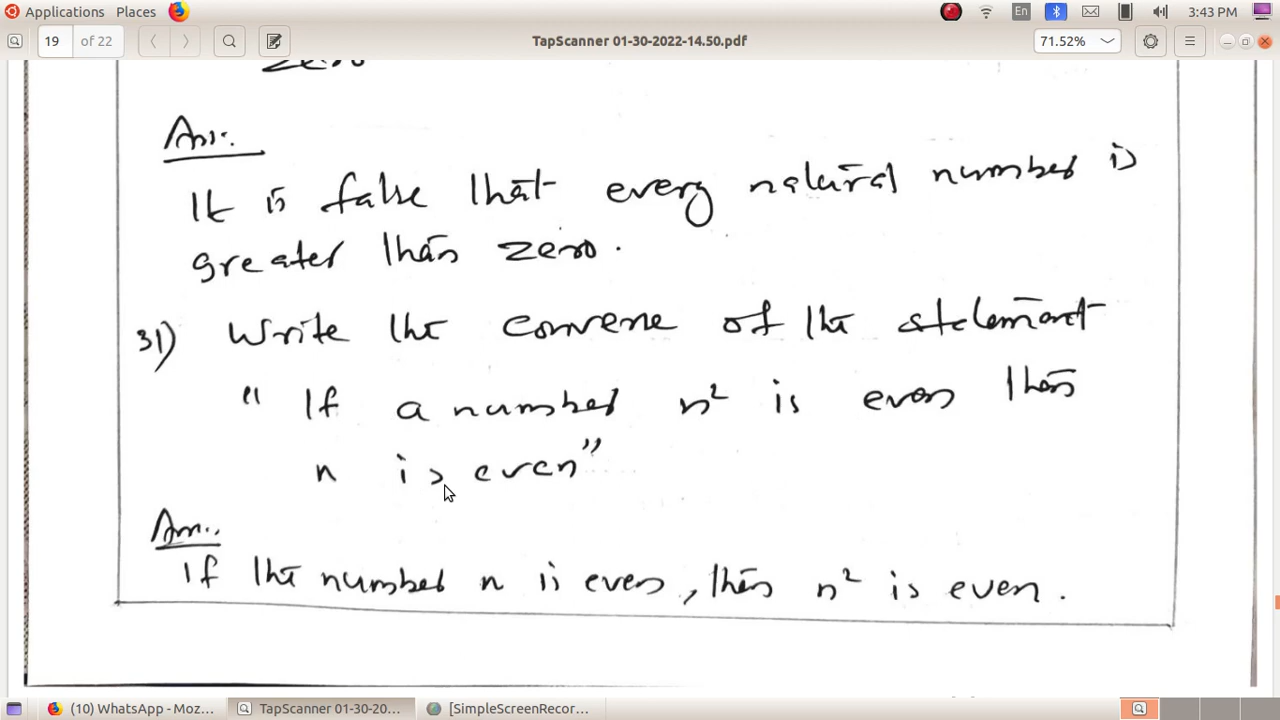 Applications Places En 3:43 PM
19 of 22 TapScanner 01-30-2022-14.50.pdf 71.52%
zero
Ans:
It is false that every natural number is
greater than zero.
31) Write the converse of the statement
" If a number n² is even then
n is even"
Ans:
If the number n is even, then n² is even.
(10) WhatsApp - Moz... TapScanner 01-30-20... [SimpleScreenRecor...